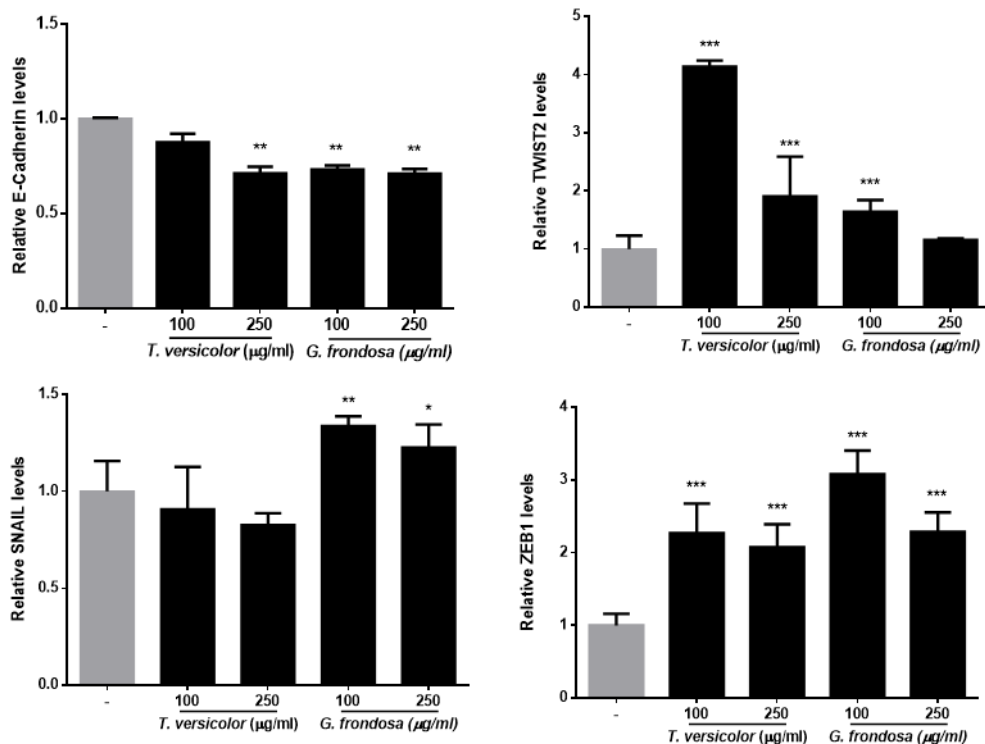 Relative E-Cadherin levels
1.5
1.0
0.5
0.0
** ** **
- 100 250 100 250
T. versicolor (µg/ml) G. frondosa (µg/ml)
Relative TWIST2 levels
5
4
3
2
1
0
*** *** ***
- 100 250 100 250
T. versicolor (µg/ml) G. frondosa (µg/ml)
Relative SNAIL levels
1.5
1.0
0.5
0.0
** *
- 100 250 100 250
T. versicolor (µg/ml) G. frondosa (µg/ml)
Relative ZEB1 levels
4
3
2
1
0
*** *** *** ***
- 100 250 100 250
T. versicolor (µg/ml) G. frondosa (µg/ml)